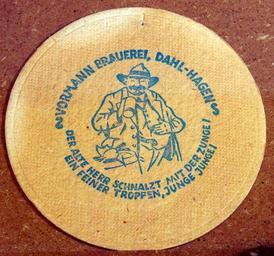 VORMANN BRAUEREI, DAHL-HAGEN
DER ALTE HERR SCHNALZT MIT DER ZUNGE!
EIN FEINER TROPFEN, JUNGE JUNGE!